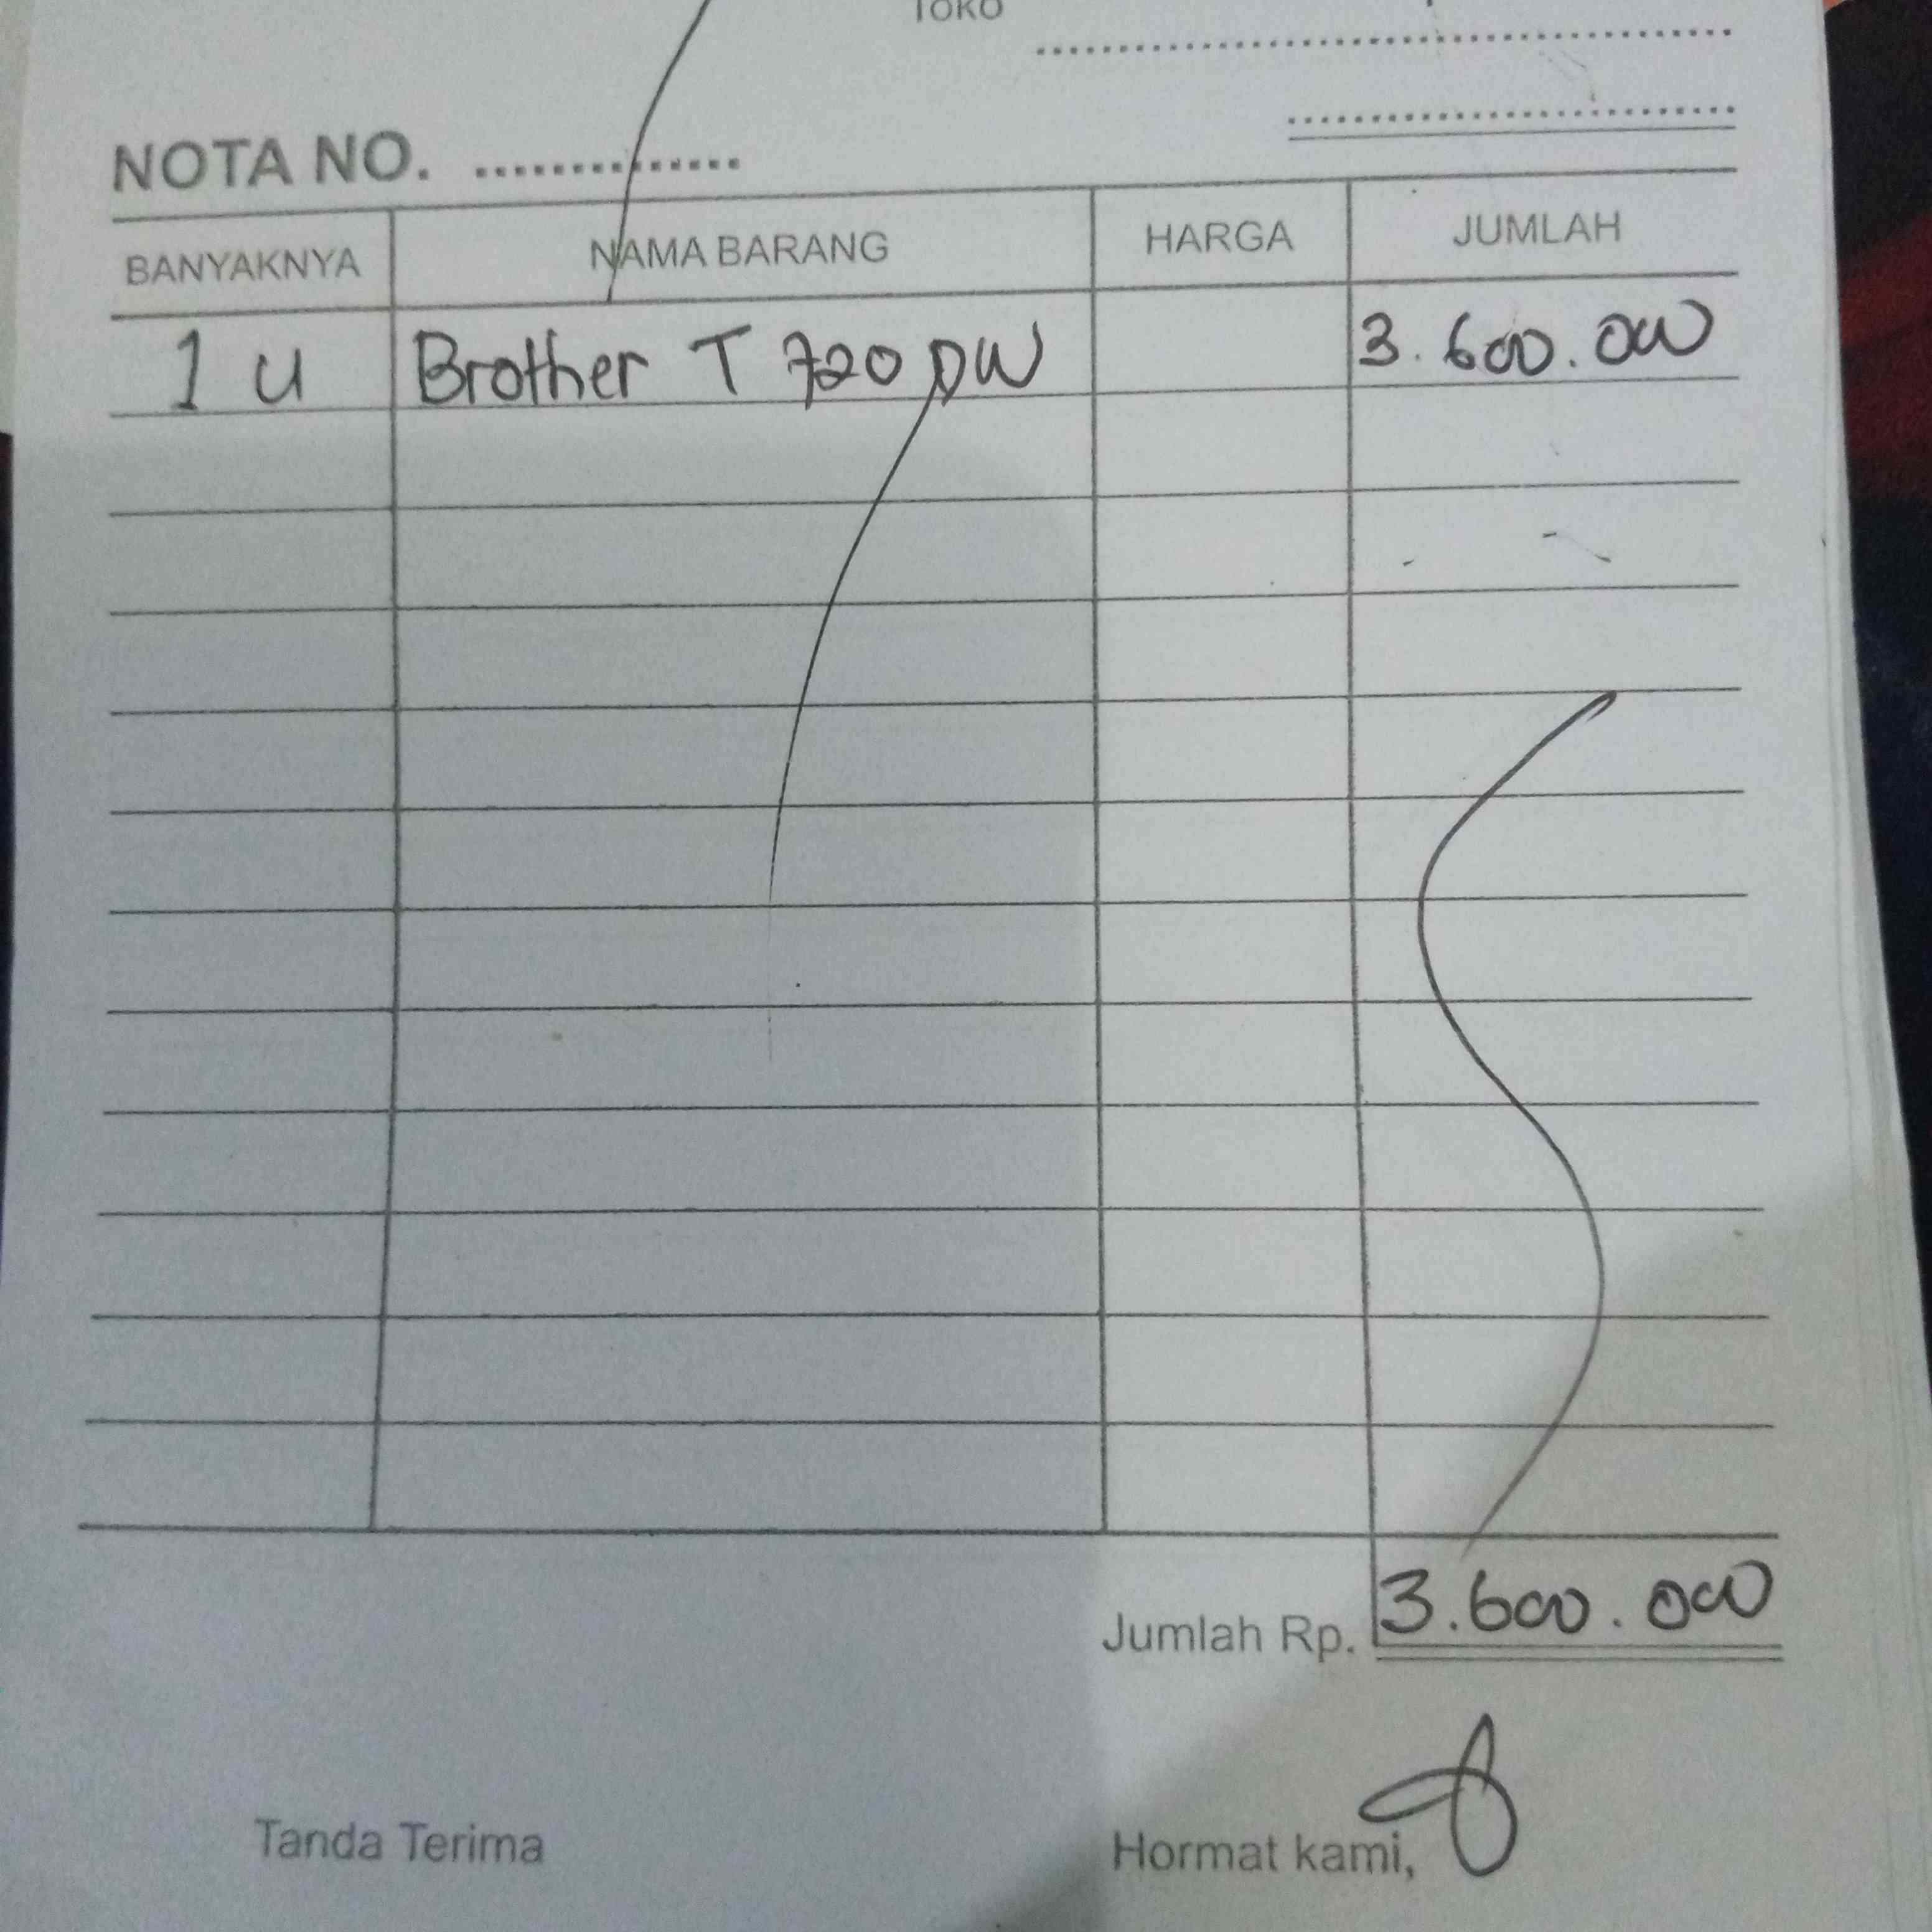 TOKO
NOTA NO.
BANYAKNYA NAMA BARANG HARGA JUMLAH
1 u Brother T 720 DW 3.600.000
Jumlah Rp. 3.600.000
Tanda Terima Hormat kami,